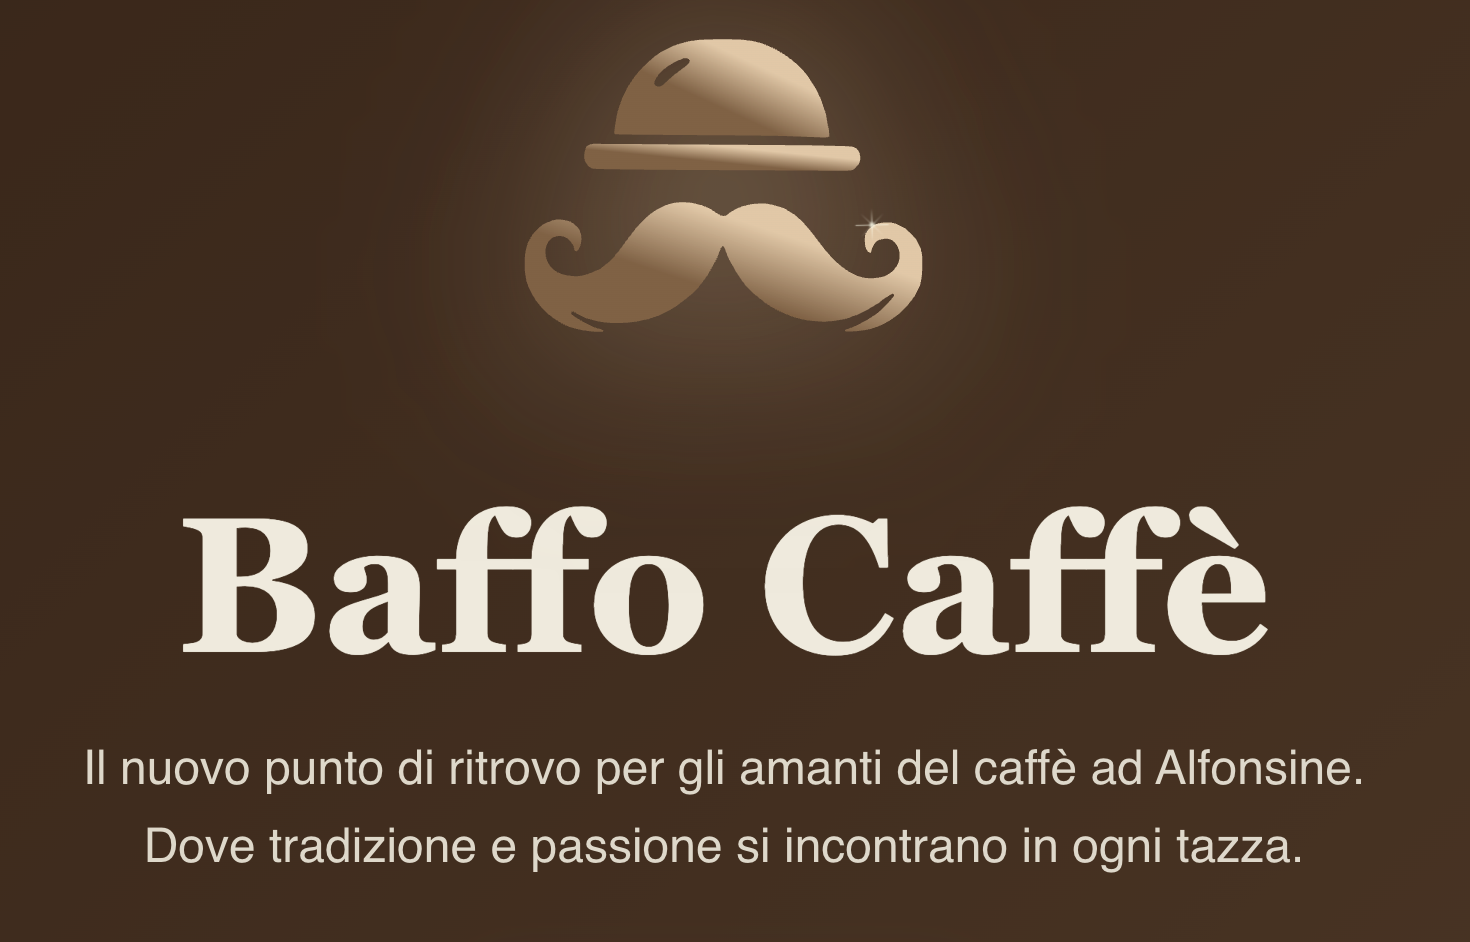 Baffo Caffè
Il nuovo punto di ritrovo per gli amanti del caffè ad Alfonsine.
Dove tradizione e passione si incontrano in ogni tazza.